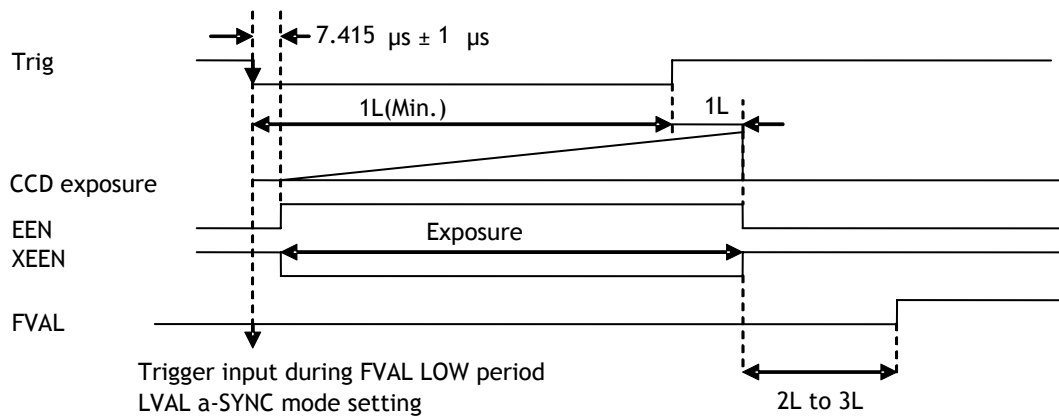 7.415 µs ± 1 µs
Trig
1L(Min.)
1L
CCD exposure
EEN
Exposure
XEEN
FVAL
Trigger input during FVAL LOW period
LVAL a-SYNC mode setting
2L to 3L